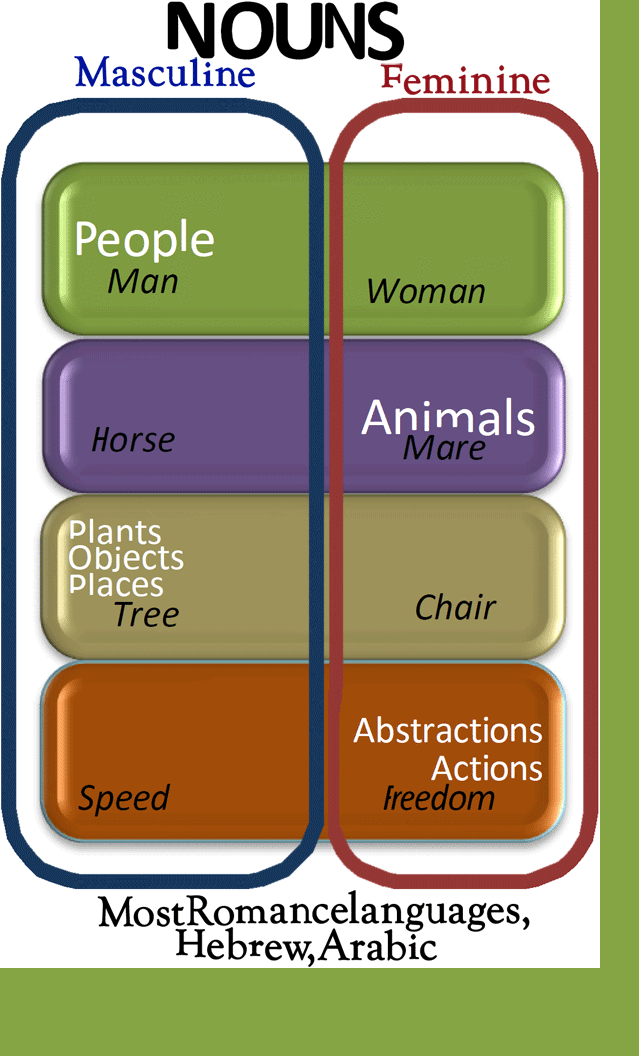 NOUNS
Masculine Feminine
People
Man Woman
Animals
Horse Mare
Plants
Objects
Places
Tree Chair
Abstractions
Actions
Speed Freedom
MostRomancelanguages,
Hebrew,Arabic